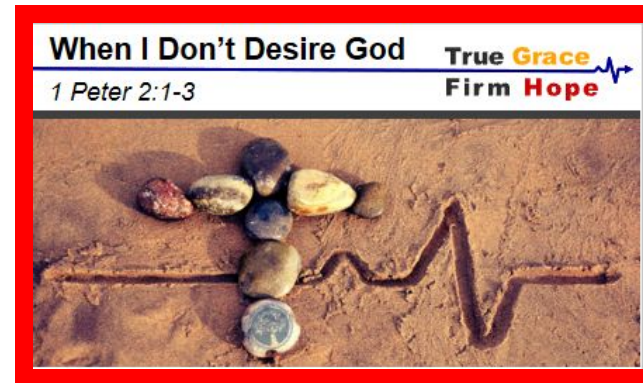 When I Don't Desire God
1 Peter 2:1-3
True Grace
Firm Hope